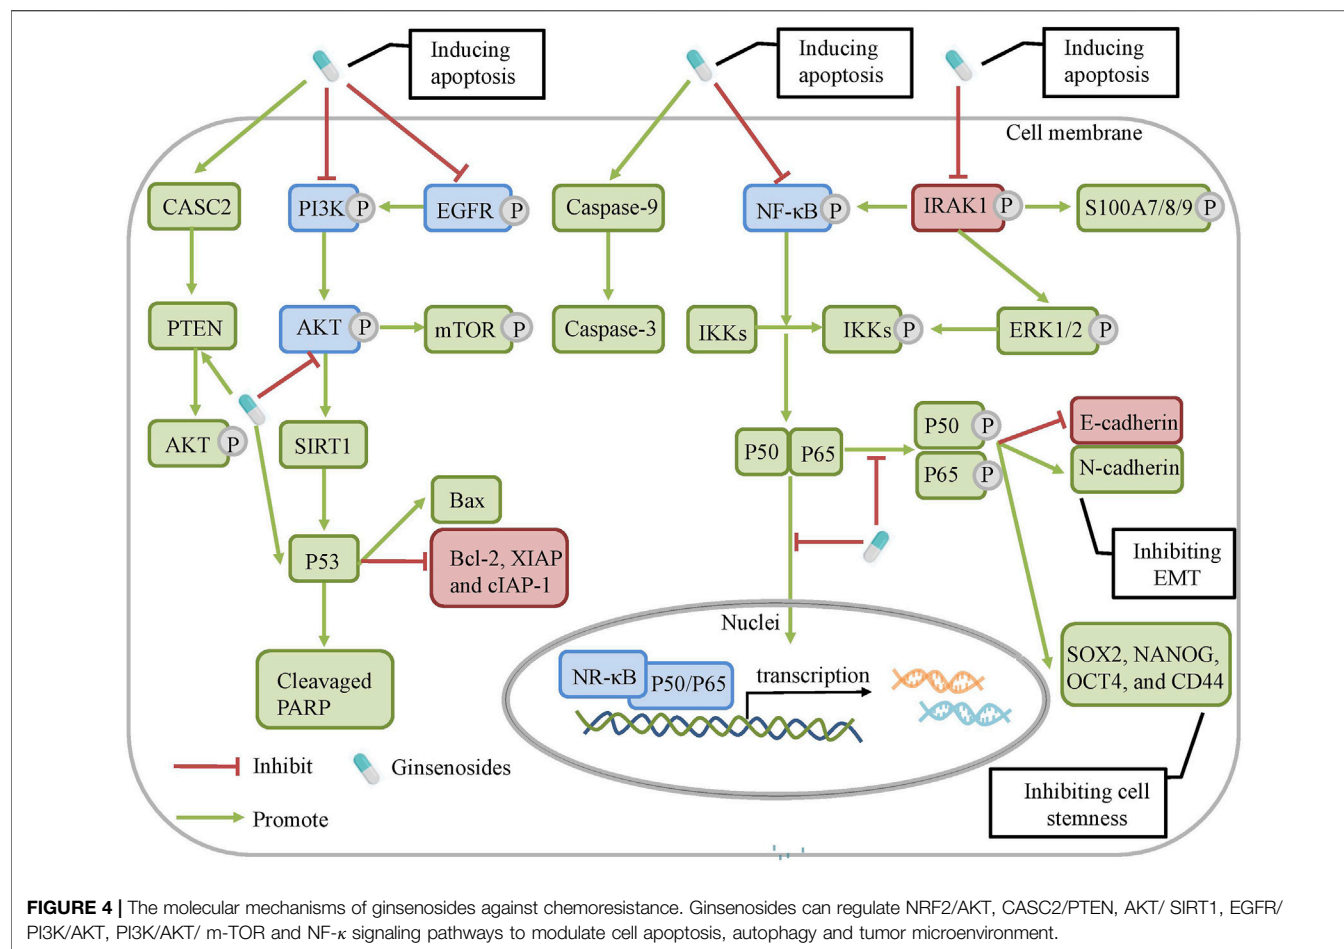 Inducing
apoptosis
Inducing
apoptosis
Inducing
apoptosis
Cell membrane
CASC2
PI3K P
EGFR P
Caspase-9
NF-κB P
IRAK1 P
S100A7/8/9 P
PTEN
AKT P
mTOR P
Caspase-3
IKKs
IKKs P
ERK1/2 P
AKT P
SIRT1
P50 P65
P50 P
P65 P
E-cadherin
N-cadherin
Bax
P53
Bcl-2, XIAP
and cIAP-1
Inhibiting
EMT
Nuclei
Cleavaged
PARP
NR-κB
P50/P65
transcription
SOX2, NANOG,
OCT4, and CD44
Inhibit
Ginsenosides
Promote
Inhibiting cell
stemness
FIGURE 4 | The molecular mechanisms of ginsenosides against chemoresistance. Ginsenosides can regulate NRF2/AKT, CASC2/PTEN, AKT/ SIRT1, EGFR/
PI3K/AKT, PI3K/AKT/ m-TOR and NF-κ signaling pathways to modulate cell apoptosis, autophagy and tumor microenvironment.